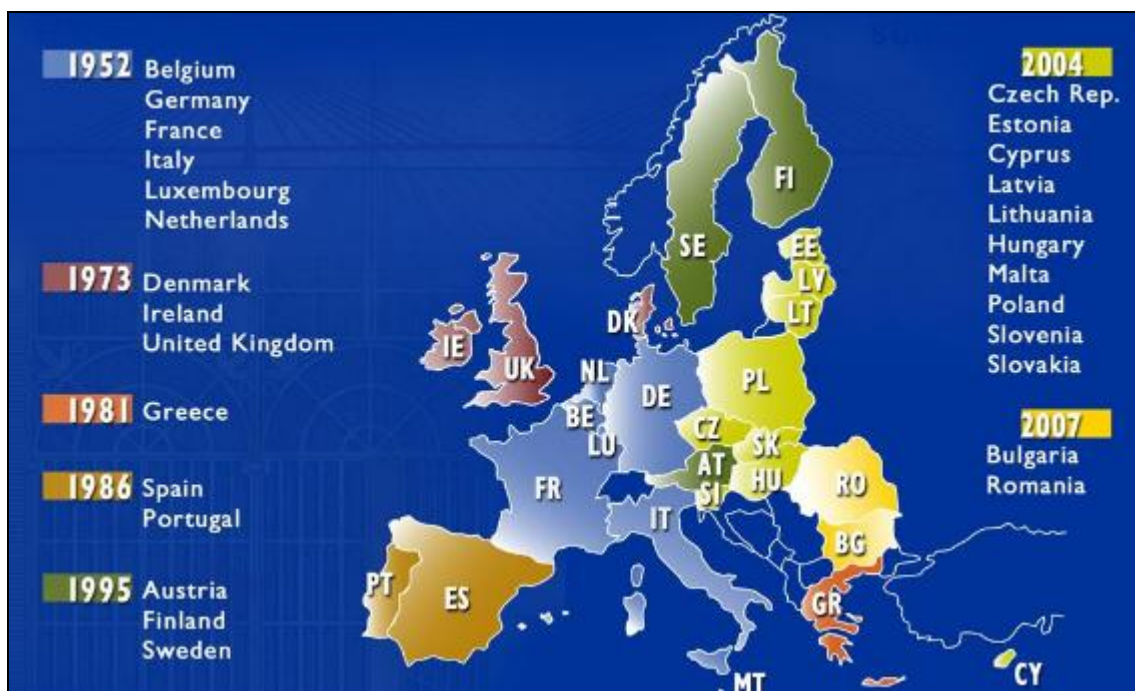 1952 Belgium
Germany
France
Italy
Luxembourg
Netherlands
1973 Denmark
Ireland
United Kingdom
1981 Greece
1986 Spain
Portugal
1995 Austria
Finland
Sweden
2004
Czech Rep.
Estonia
Cyprus
Latvia
Lithuania
Hungary
Malta
Poland
Slovenia
Slovakia
2007
Bulgaria
Romania
FI
SE
EE
LV
LT
DK
IE
UK
NL
BE
LU
DE
PL
CZ
SK
AT
HU
SI
FR
IT
RO
BG
PT
ES
GR
MT
CY